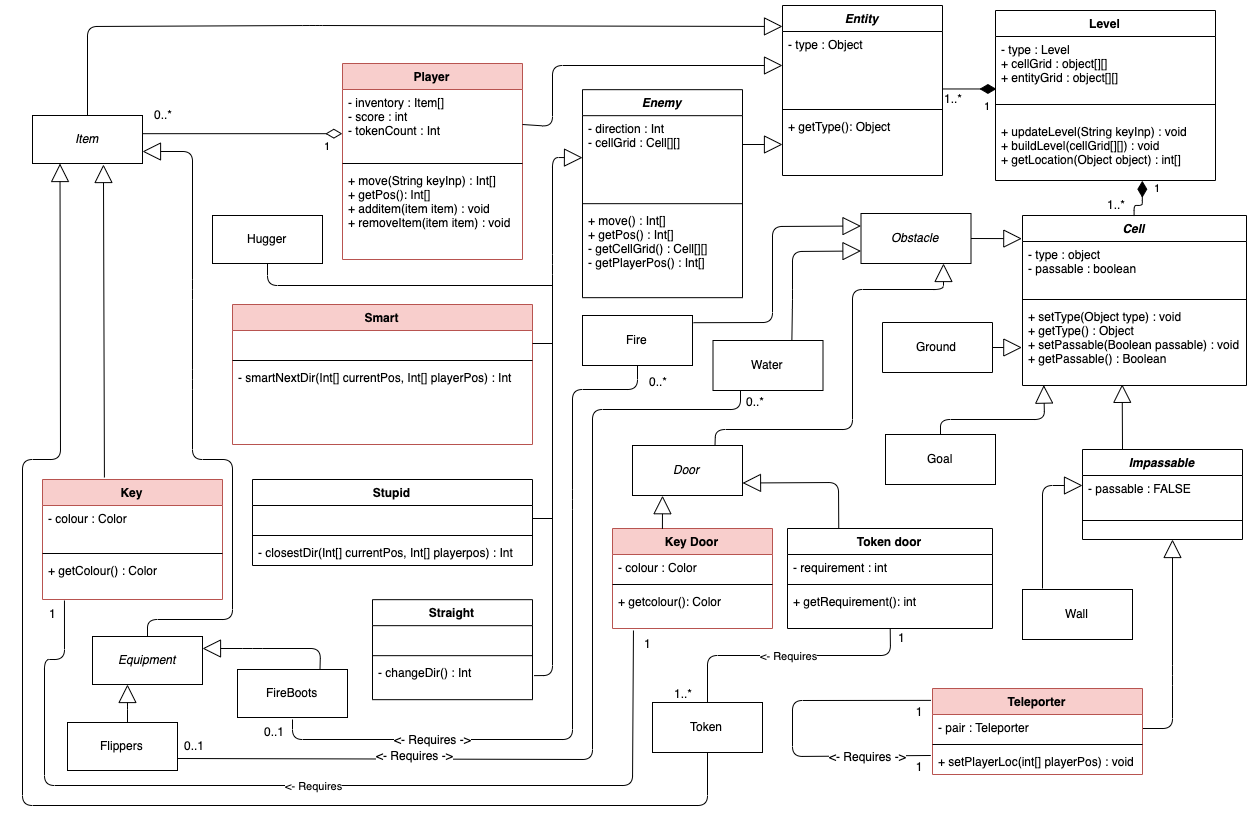 Entity
- type : Object
+ getType(): Object
Level
- type : Level
+ cellGrid : object[][]
+ entityGrid : object[][]
+ updateLevel(String keyInp) : void
+ buildLevel(cellGrid[][]) : void
+ getLocation(Object object) : int[]
1..*
1
1
1..*
Player
- inventory : Item[]
- score : int
- tokenCount : Int
+ move(String keyInp) : Int[]
+ getPos(): Int[]
+ additem(item item) : void
+ removeItem(item item) : void
Enemy
- direction : Int
- cellGrid : Cell[][]
+ move() : Int[]
+ getPos() : Int[]
- getCellGrid() : Cell[][]
- getPlayerPos() : Int[]
0..*
1
Item
Hugger
Obstacle
Cell
- type : object
- passable : boolean
+ setType(Object type) : void
+ getType() : Object
+ setPassable(Boolean passable) : void
+ getPassable() : Boolean
Smart
- smartNextDir(Int[] currentPos, Int[] playerPos) : Int
Fire
0..*
Water
0..*
Ground
Goal
Door
Impassable
- passable : FALSE
Key
- colour : Color
+ getColour() : Color
1
Stupid
- closestDir(Int[] currentPos, Int[] playerpos) : Int
Key Door
- colour : Color
+ getcolour(): Color
1
Token door
- requirement : int
+ getRequirement(): int
1
Wall
Straight
- changeDir() : Int
Equipment
FireBoots
0..1
Flippers
0..1
<- Requires
1..*
Token
<- Requires ->
<- Requires ->
<- Requires
Teleporter
- pair : Teleporter
+ setPlayerLoc(int[] playerPos) : void
1
<- Requires ->
1